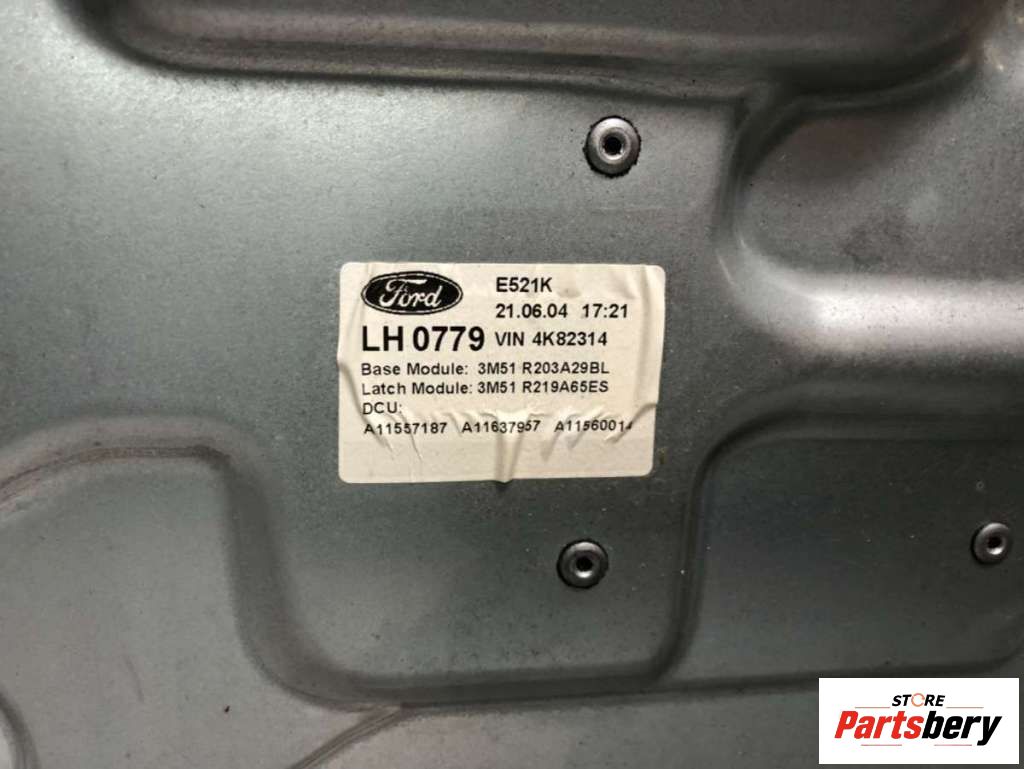 Ford
E521K
21.06.04 17:21
LH 0779 VIN 4K82314
Base Module: 3M51 R203A29BL
Latch Module: 3M51 R219A65ES
DCU:
A11557187 A11637957 A11560014
STORE
Partsbery